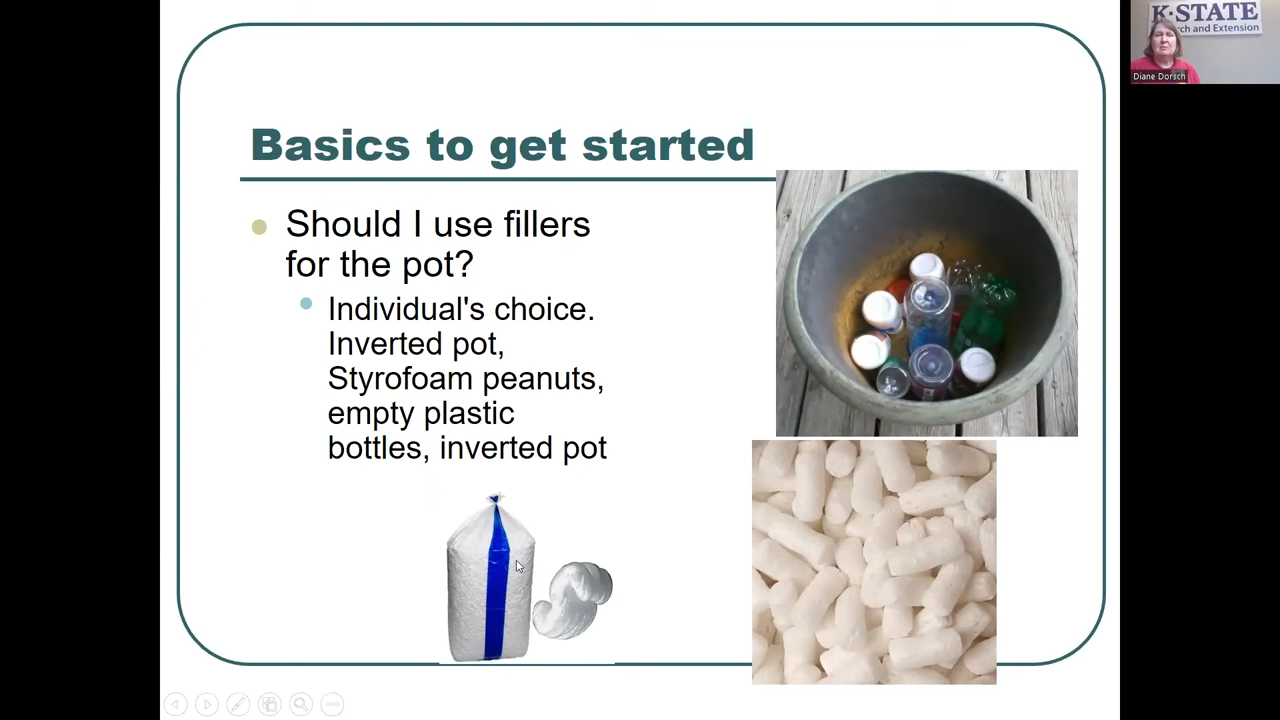 Basics to get started
Should I use fillers
for the pot?
Individual's choice.
Inverted pot,
Styrofoam peanuts,
empty plastic
bottles, inverted pot
K-STATE
rch and Extension
Diane Dorsch